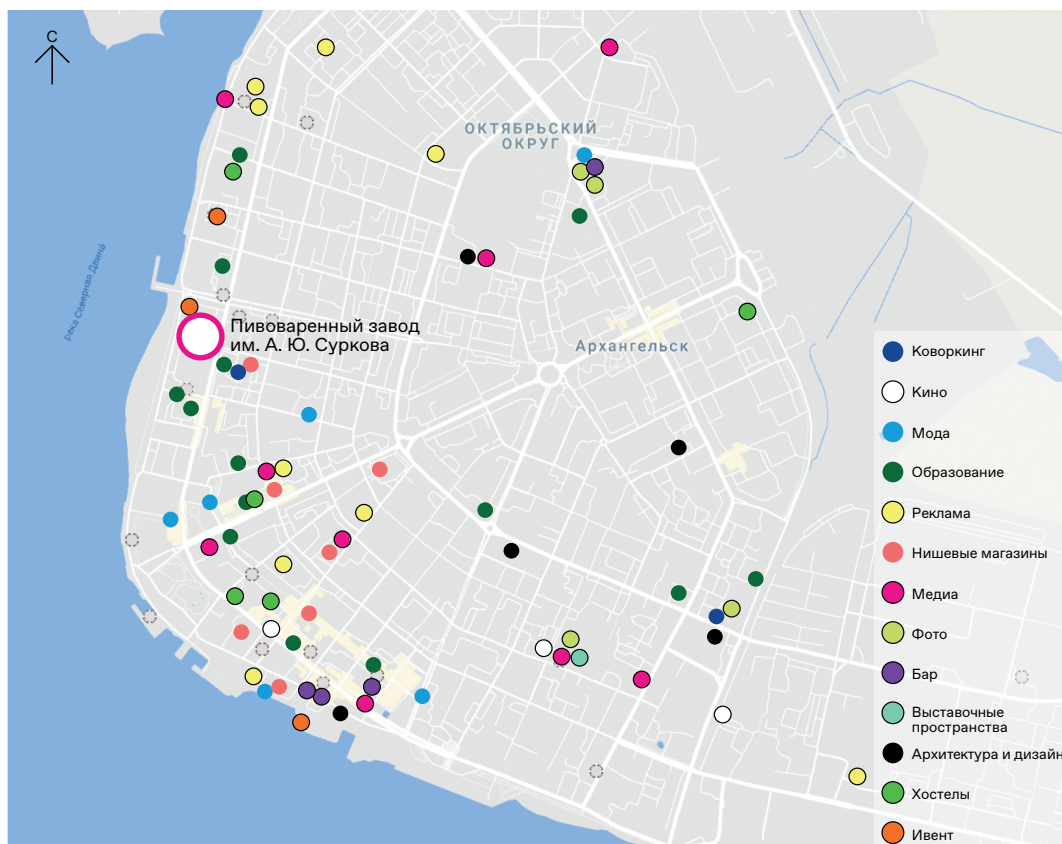 С
ОКТЯБРЬСКИЙ
ОКРУГ
река Северная Двина
Пивоваренный завод
им. А. Ю. Суркова
Архангельск
Коворкинг
Кино
Мода
Образование
Реклама
Нишевые магазины
Медиа
Фото
Бар
Выставочные
пространства
Архитектура и дизайн
Хостелы
Ивент